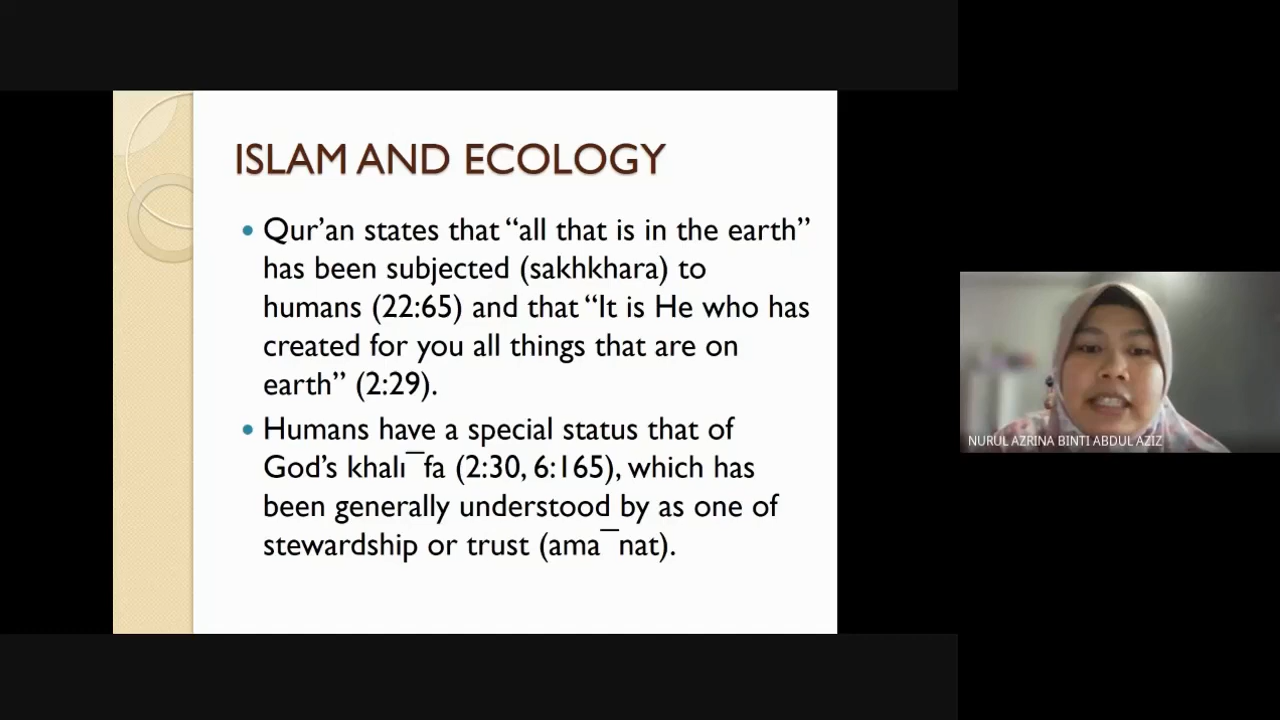 ISLAM AND ECOLOGY
• Qur’an states that “all that is in the earth”
has been subjected (sakhkhara) to
humans (22:65) and that “It is He who has
created for you all things that are on
earth” (2:29).
• Humans have a special status that of
God’s khalı¯fa (2:30, 6:165), which has
been generally understood by as one of
stewardship or trust (ama¯nat).
NURUL AZRINA BINTI ABDUL AZIZ